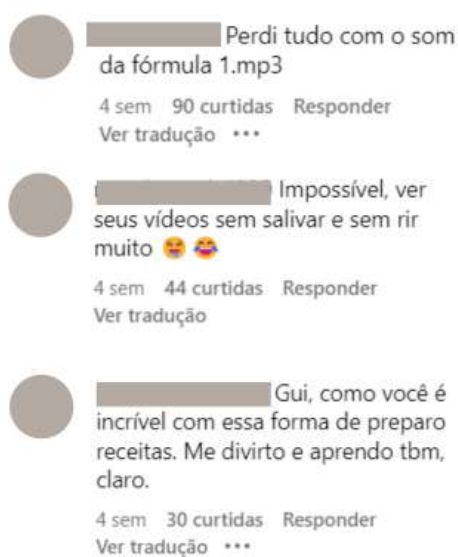 Perdi tudo com o som
da fórmula 1.mp3
4 sem 90 curtidas Responder
Ver tradução •••
Impossível, ver
seus vídeos sem salivar e sem rir
muito 🤤 😂
4 sem 44 curtidas Responder
Ver tradução
Gui, como você é
incrível com essa forma de preparo
receitas. Me divirto e aprendo tbm,
claro.
4 sem 30 curtidas Responder
Ver tradução •••